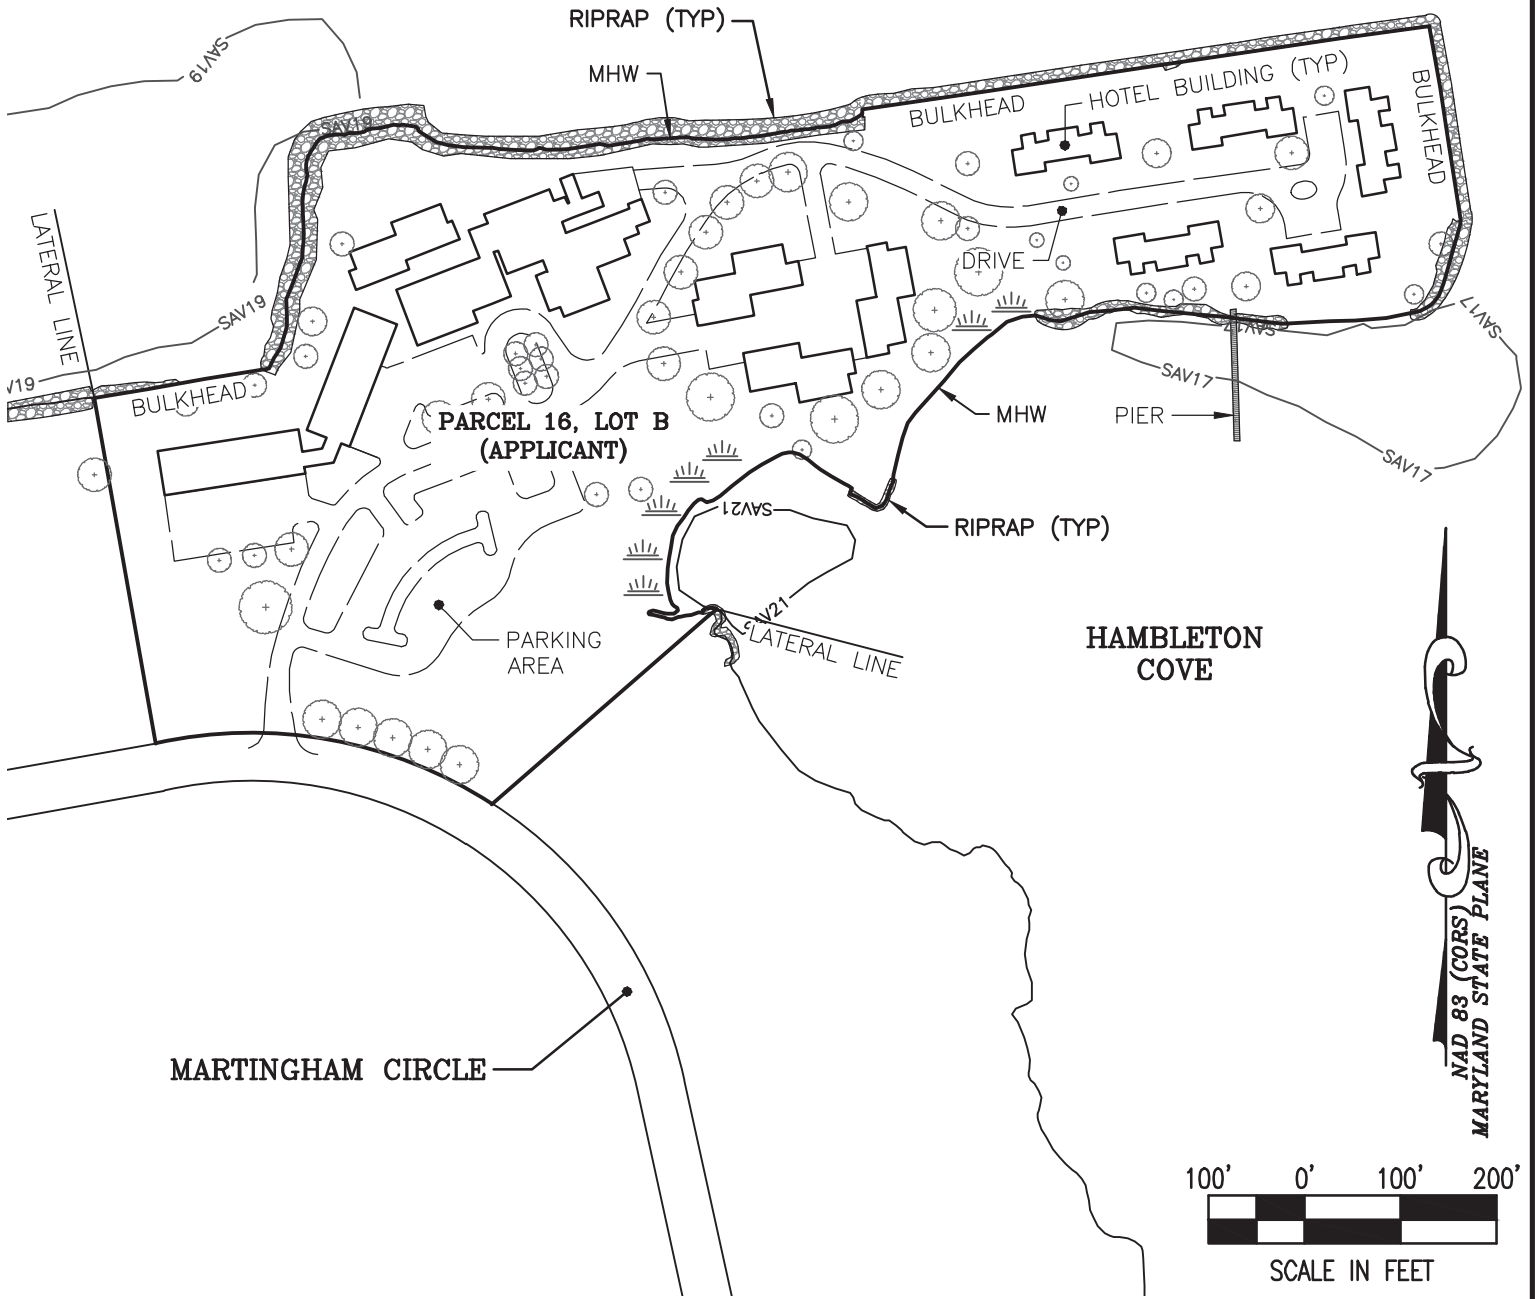 RIPRAP (TYP)
SAV19
MHW
HOTEL BUILDING (TYP)
BULKHEAD
BULKHEAD
SAV19
LATERAL LINE
DRIVE
SAV19
SAV17
SAV17
SAV17
V19
BULKHEAD
PARCEL 16, LOT B
(APPLICANT)
MHW
PIER
SAV17
SAV21
RIPRAP (TYP)
SAV21
LATERAL LINE
PARKING
AREA
HAMBLETON
COVE
NAD 83 (CORS)
MARYLAND STATE PLANE
MARTINGHAM CIRCLE
100' 0' 100' 200'
SCALE IN FEET